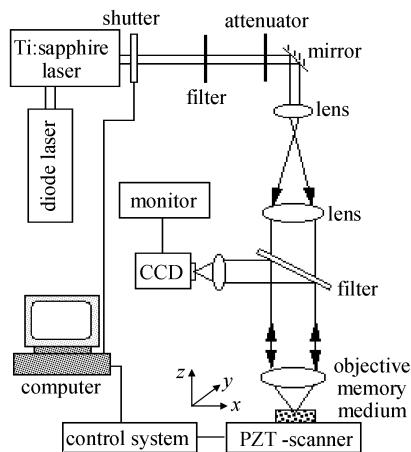 shutter
attenuator
Ti:sapphire
laser
mirror
filter
lens
diode laser
monitor
lens
CCD
filter
computer
z
y
x
objective
memory
medium
control system
PZT -scanner